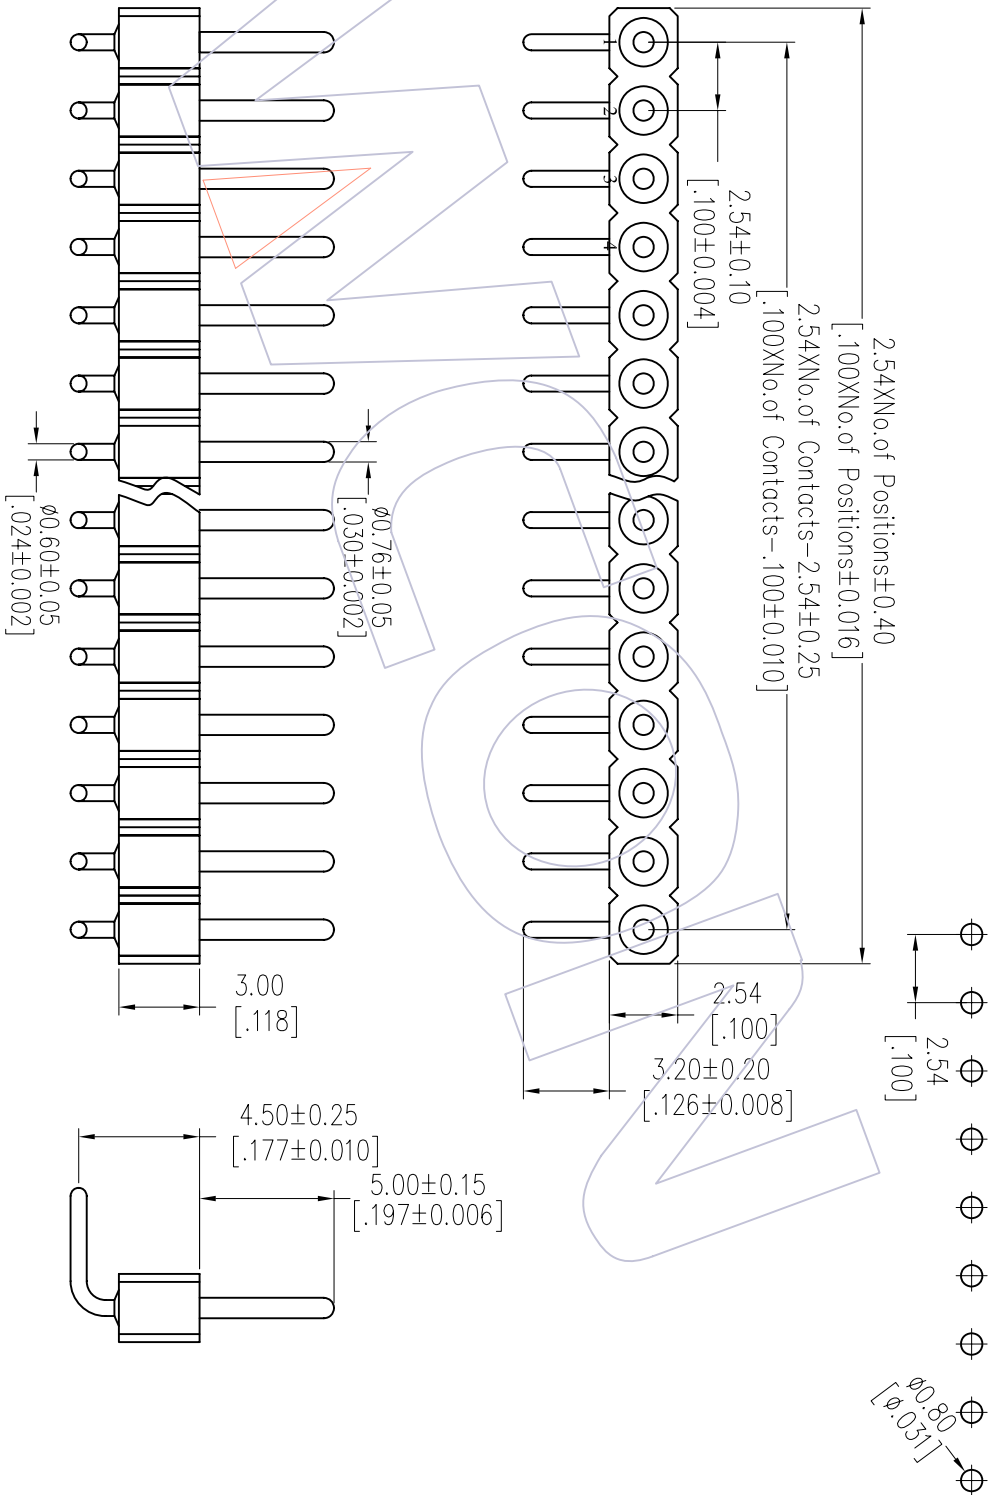 1
2
3
4
2.54±0.10
[.100±0.004]
2.54XNo.of Positions±0.40
[.100XNo.of Positions±0.016]
2.54XNo.of Contacts-2.54±0.25
[.100XNo.of Contacts-.100±0.010]
ø0.76±0.05
[.030±0.002]
ø0.60±0.05
[.024±0.002]
3.00
[.118]
2.54
[.100]
3.20±0.20
[.126±0.008]
2.54
[.100]
4.50±0.25
[.177±0.010]
5.00±0.15
[.197±0.006]
ø0.80
[ø.031]